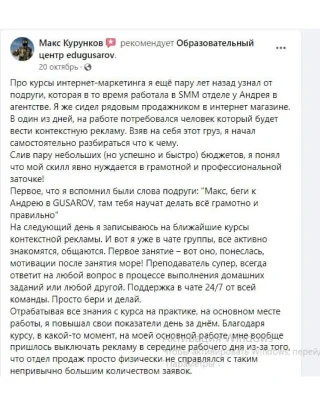 Макс Курунков рекомендует Образовательный
центр edugusarov.
20 октябрь
Про курсы интернет-маркетинга я ещё пару лет назад узнал от
подруги, которая в то время работала в SMM отделе у Андрея в
агентстве. Я же сидел рядовым продажником в интернет магазине.
В один из дней, на работе потребовался человек который будет
вести контекстную рекламу. Взяв на себя этот груз, я начал
самостоятельно разбираться что к чему.
Слив пару небольших (но успешно и быстро) бюджетов, я понял
что мой скилл явно нуждается в грамотной и профессиональной
заточке!
Первое, что я вспомнил были слова подруги: "Макс, беги к
Андрею в GUSAROV, там тебя научат делать всё грамотно и
правильно"
На следующий день я записываюсь на ближайшие курсы
контекстной рекламы. И вот я уже в чате группы, все активно
знакомятся, общаются. Первое занятие – вот оно, понеслась,
мотивации после занятия море! Преподаватель супер, всегда
ответит на любой вопрос в процессе выполнения домашних
заданий или любой другой. Поддержка в чате 24/7 от всей
команды. Просто бери и делай.
Отрабатывая все знания с курса на практике, на основном месте
работы, я повышал свои показатели день за днём. Благодаря
курсу, в какой-то момент, на моей основной работе мне вообще
пришлось выключать рекламу в середине рабочего дня из-за того,
что отдел продаж просто физически не справлялся с таким
непривычно большим количеством заявок.